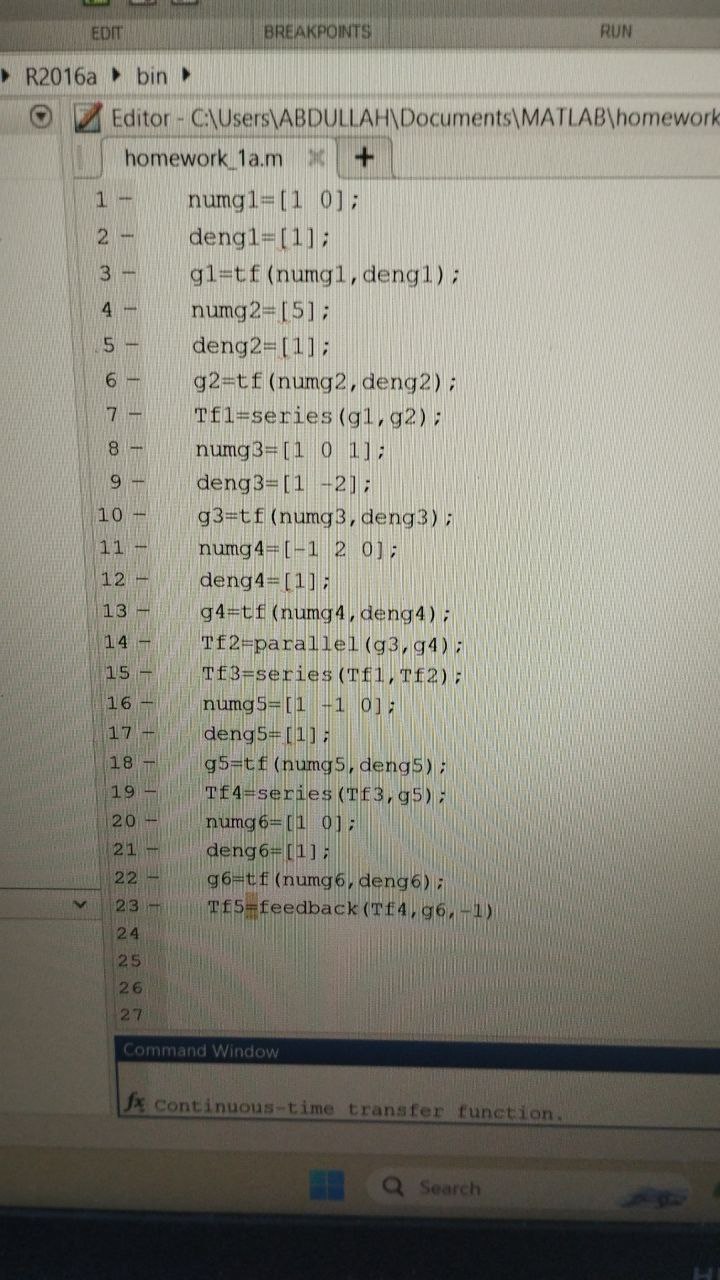 EDIT BREAKPOINTS RUN
R2016a bin
Editor - C:\Users\ABDULLAH\Documents\MATLAB\homework
homework_1a.m
1 - numg1=[1 0];
2 - deng1=[1];
3 - g1=tf(numg1,deng1);
4 - numg2=[5];
5 - deng2=[1];
6 - g2=tf(numg2,deng2);
7 - Tf1=series(g1,g2);
8 - numg3=[1 0 1];
9 - deng3=[1 -2];
10 - g3=tf(numg3,deng3);
11 - numg4=[-1 2 0];
12 - deng4=[1];
13 - g4=tf(numg4,deng4);
14 - Tf2=parallel(g3,g4);
15 - Tf3=series(Tf1,Tf2);
16 - numg5=[1 -1 0];
17 - deng5=[1];
18 - g5=tf(numg5,deng5);
19 - Tf4=series(Tf3,g5);
20 - numg6=[1 0];
21 - deng6=[1];
22 - g6=tf(numg6,deng6);
23 - Tf5=feedback(Tf4,g6,-1)
24
25
26
27
Command Window
fx Continuous-time transfer function.
Search